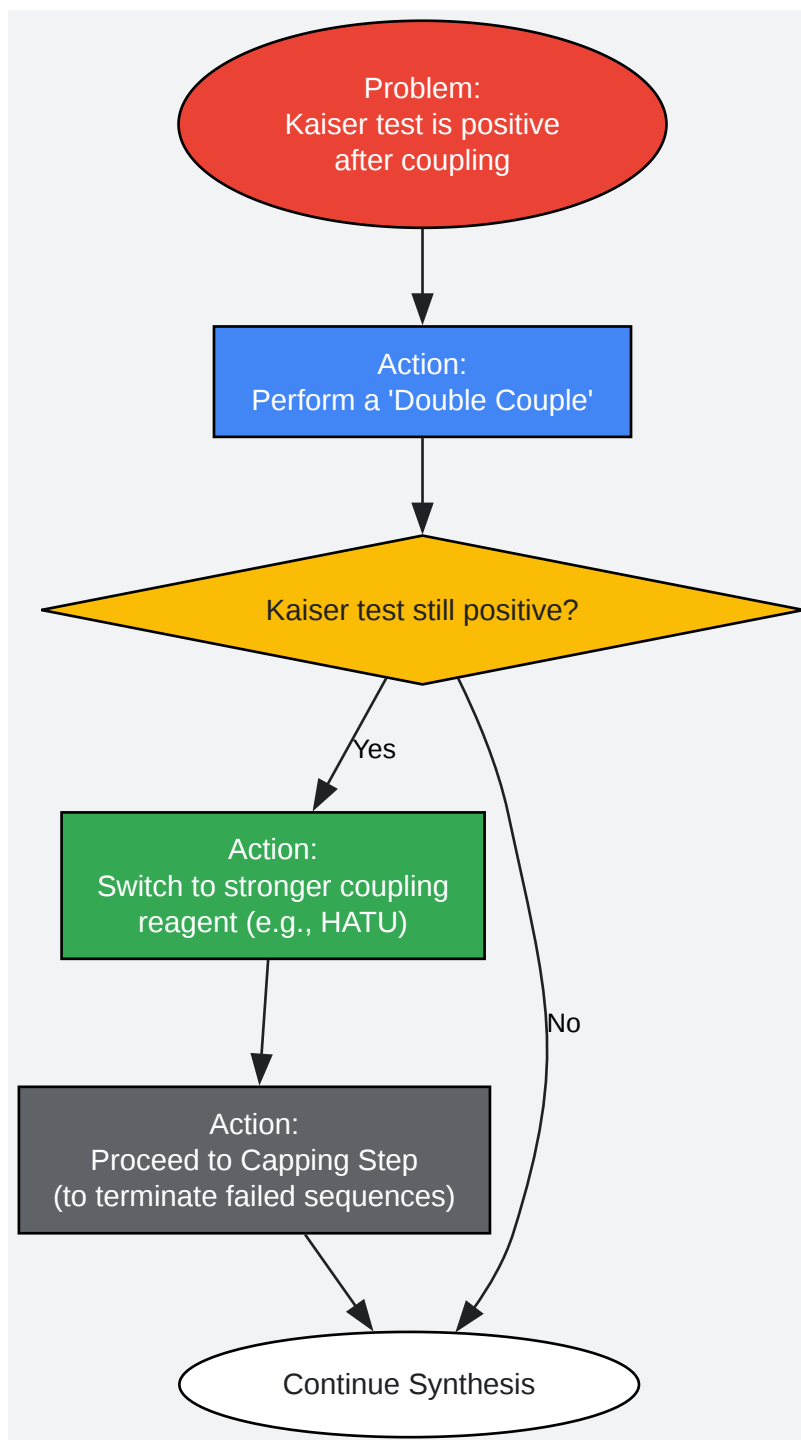 Problem:
Kaiser test is positive
after coupling
Action:
Perform a 'Double Couple'
Kaiser test still positive?
Yes
Action:
Switch to stronger coupling
reagent (e.g., HATU)
No
Action:
Proceed to Capping Step
(to terminate failed sequences)
Continue Synthesis